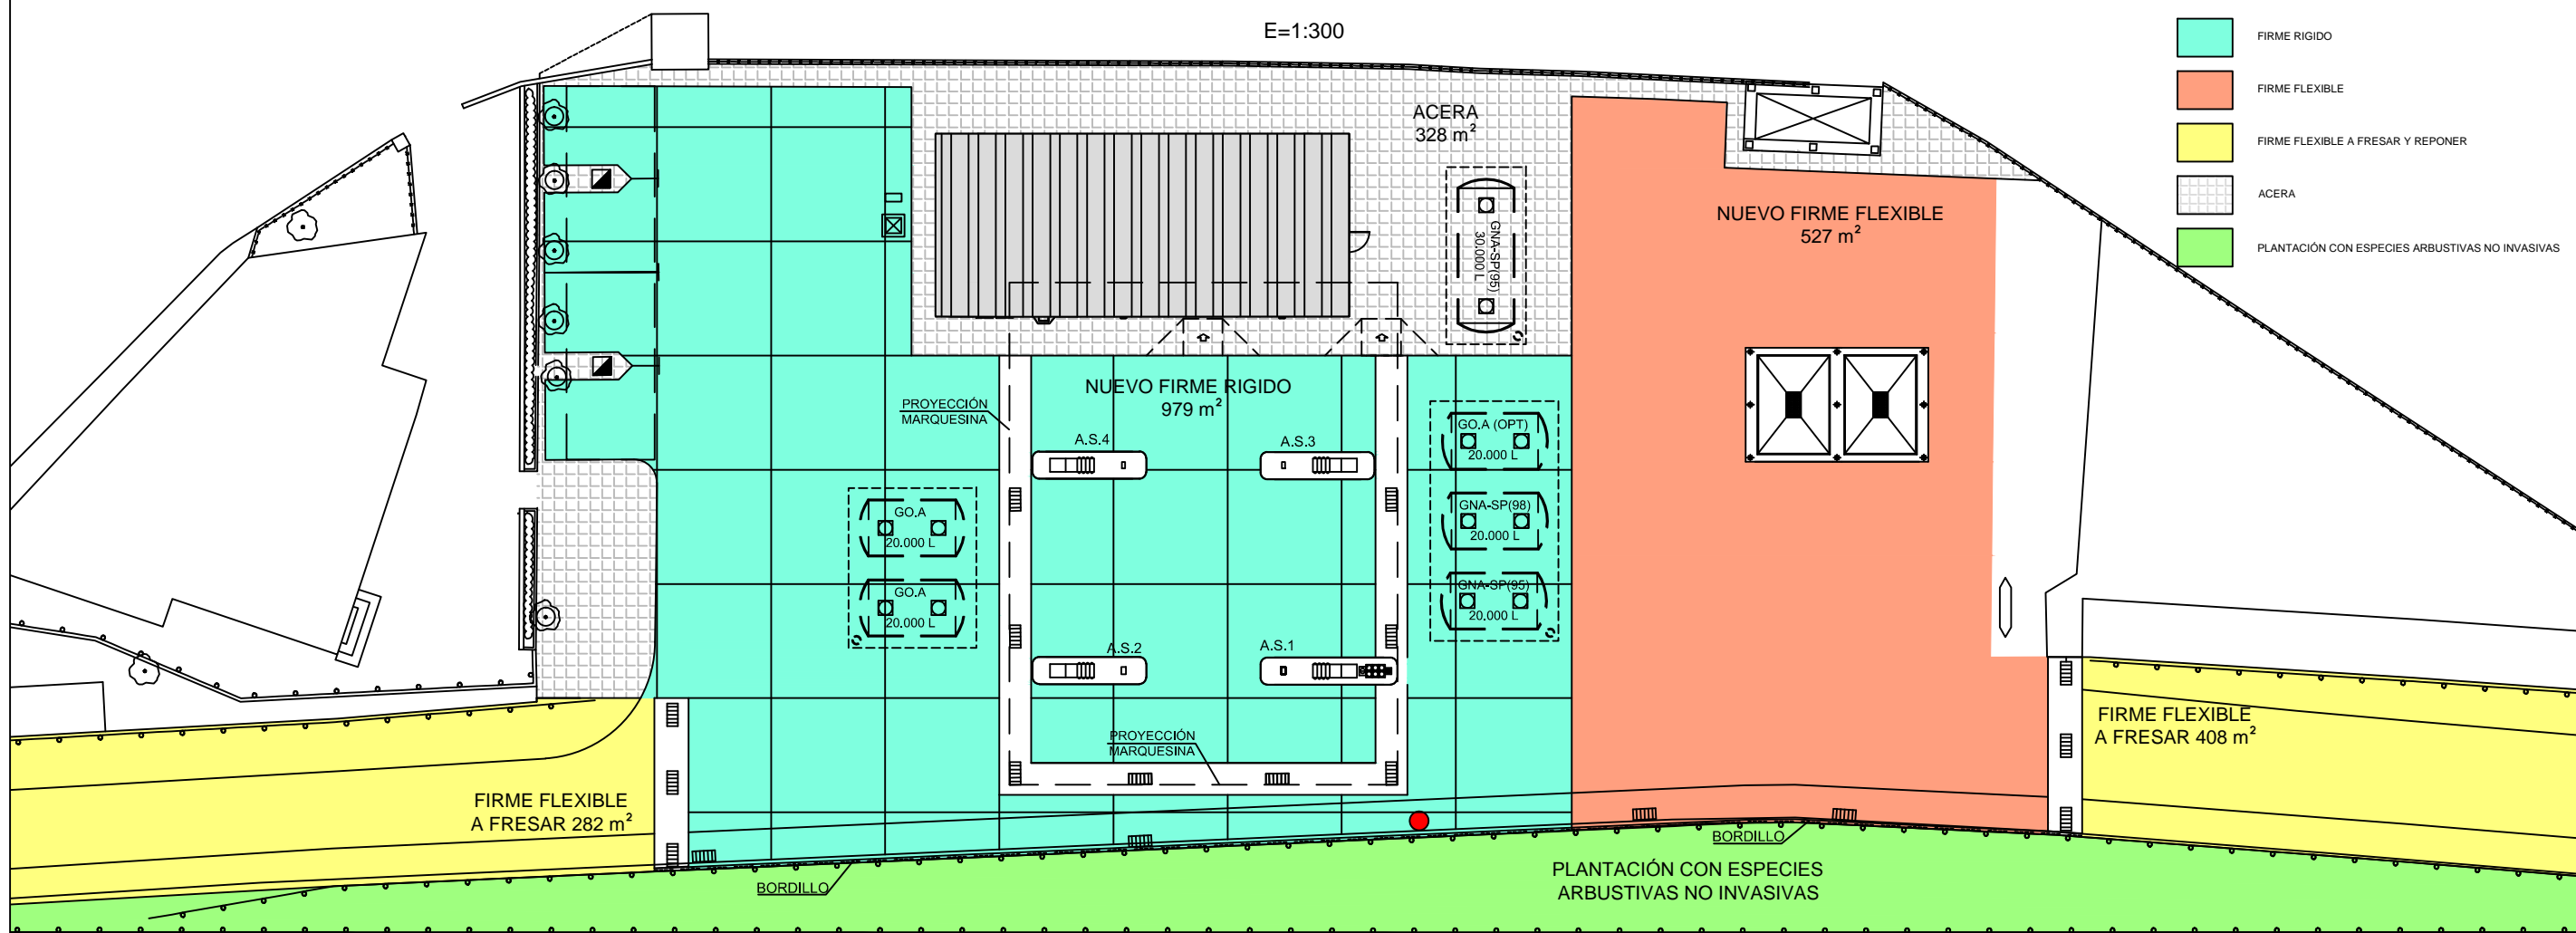 E=1:300
FIRME RIGIDO
FIRME FLEXIBLE
FIRME FLEXIBLE A FRESAR Y REPONER
ACERA
PLANTACIÓN CON ESPECIES ARBUSTIVAS NO INVASIVAS
ACERA
328 m²
NUEVO FIRME FLEXIBLE
527 m²
GNA-SP(95)
30.000 L
NUEVO FIRME RIGIDO
979 m²
PROYECCIÓN
MARQUESINA
A.S.4
A.S.3
GO.A (OPT)
20.000 L
GO.A
20.000 L
GNA-SP(98)
20.000 L
GO.A
20.000 L
GNA-SP(95)
20.000 L
A.S.2
A.S.1
PROYECCIÓN
MARQUESINA
FIRME FLEXIBLE
A FRESAR 408 m²
FIRME FLEXIBLE
A FRESAR 282 m²
BORDILLO
BORDILLO
PLANTACIÓN CON ESPECIES
ARBUSTIVAS NO INVASIVAS